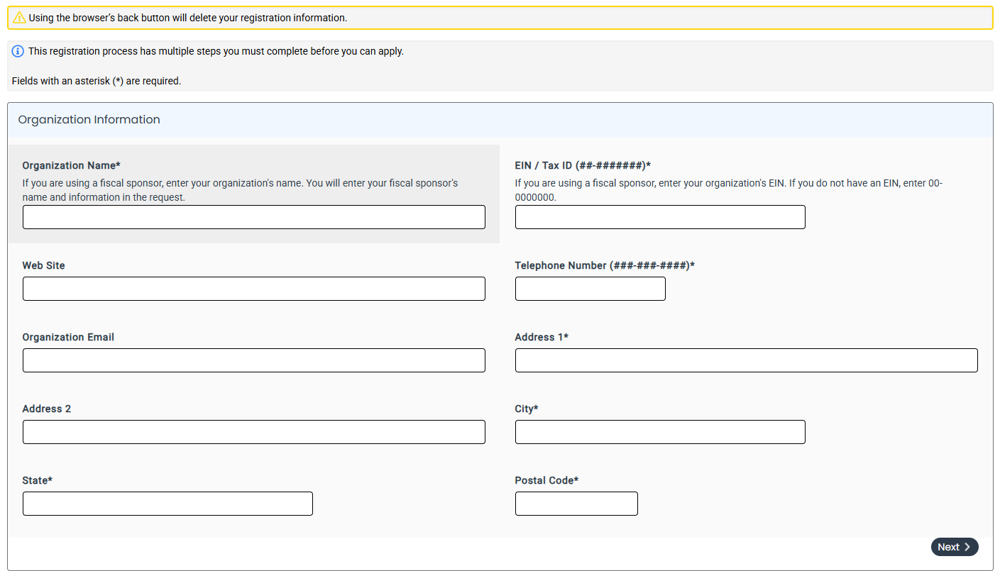 Using the browser’s back button will delete your registration information.
This registration process has multiple steps you must complete before you can apply.
Fields with an asterisk (*) are required.
Organization Information
Organization Name*
If you are using a fiscal sponsor, enter your organization's name. You will enter your fiscal sponsor's
name and information in the request.
EIN / Tax ID (##-#######)*
If you are using a fiscal sponsor, enter your organization's EIN. If you do not have an EIN, enter 00-
0000000.
Web Site
Telephone Number (###-###-####)*
Organization Email
Address 1*
Address 2
City*
State*
Postal Code*
Next